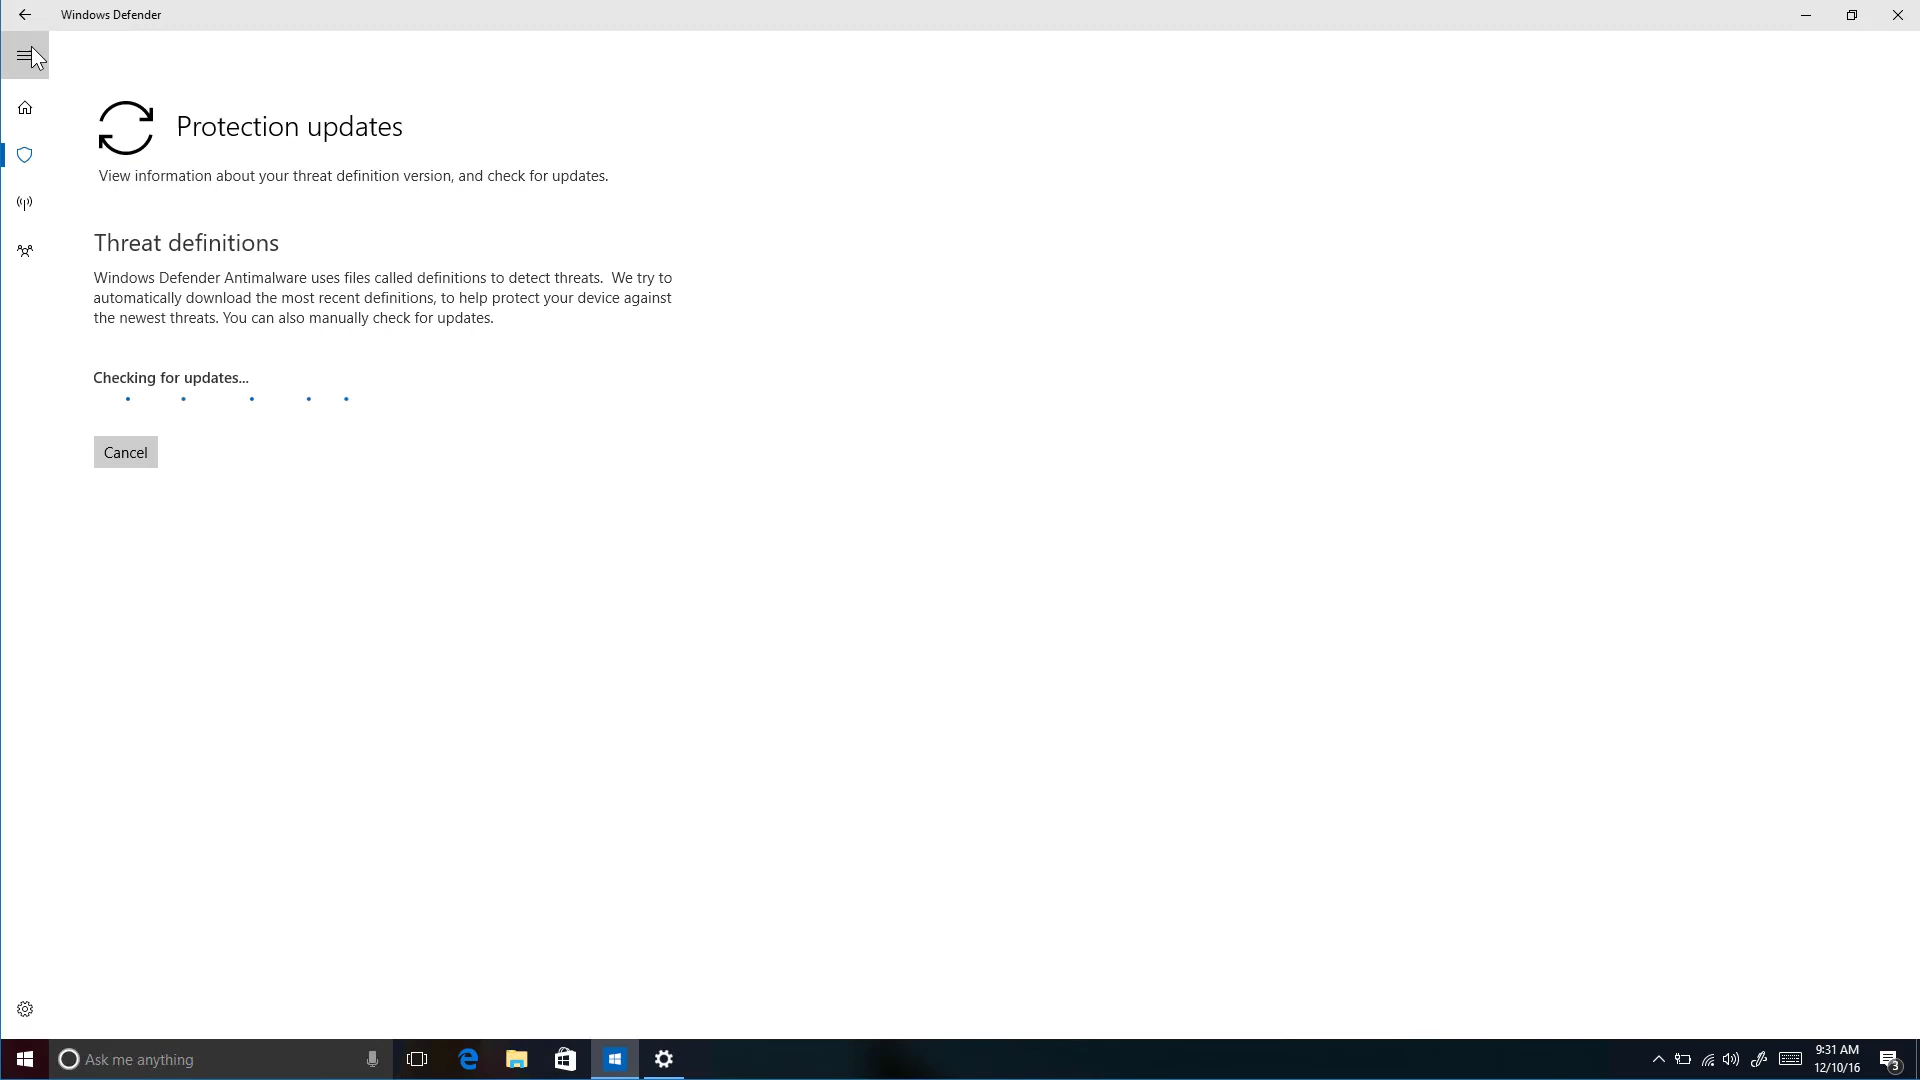 Windows Defender
Protection updates
View information about your threat definition version, and check for updates.
Threat definitions
Windows Defender Antimalware uses files called definitions to detect threats.  We try to
automatically download the most recent definitions, to help protect your device against
the newest threats. You can also manually check for updates.
Checking for updates...
Cancel
Ask me anything
9:31 AM
12/10/16
3